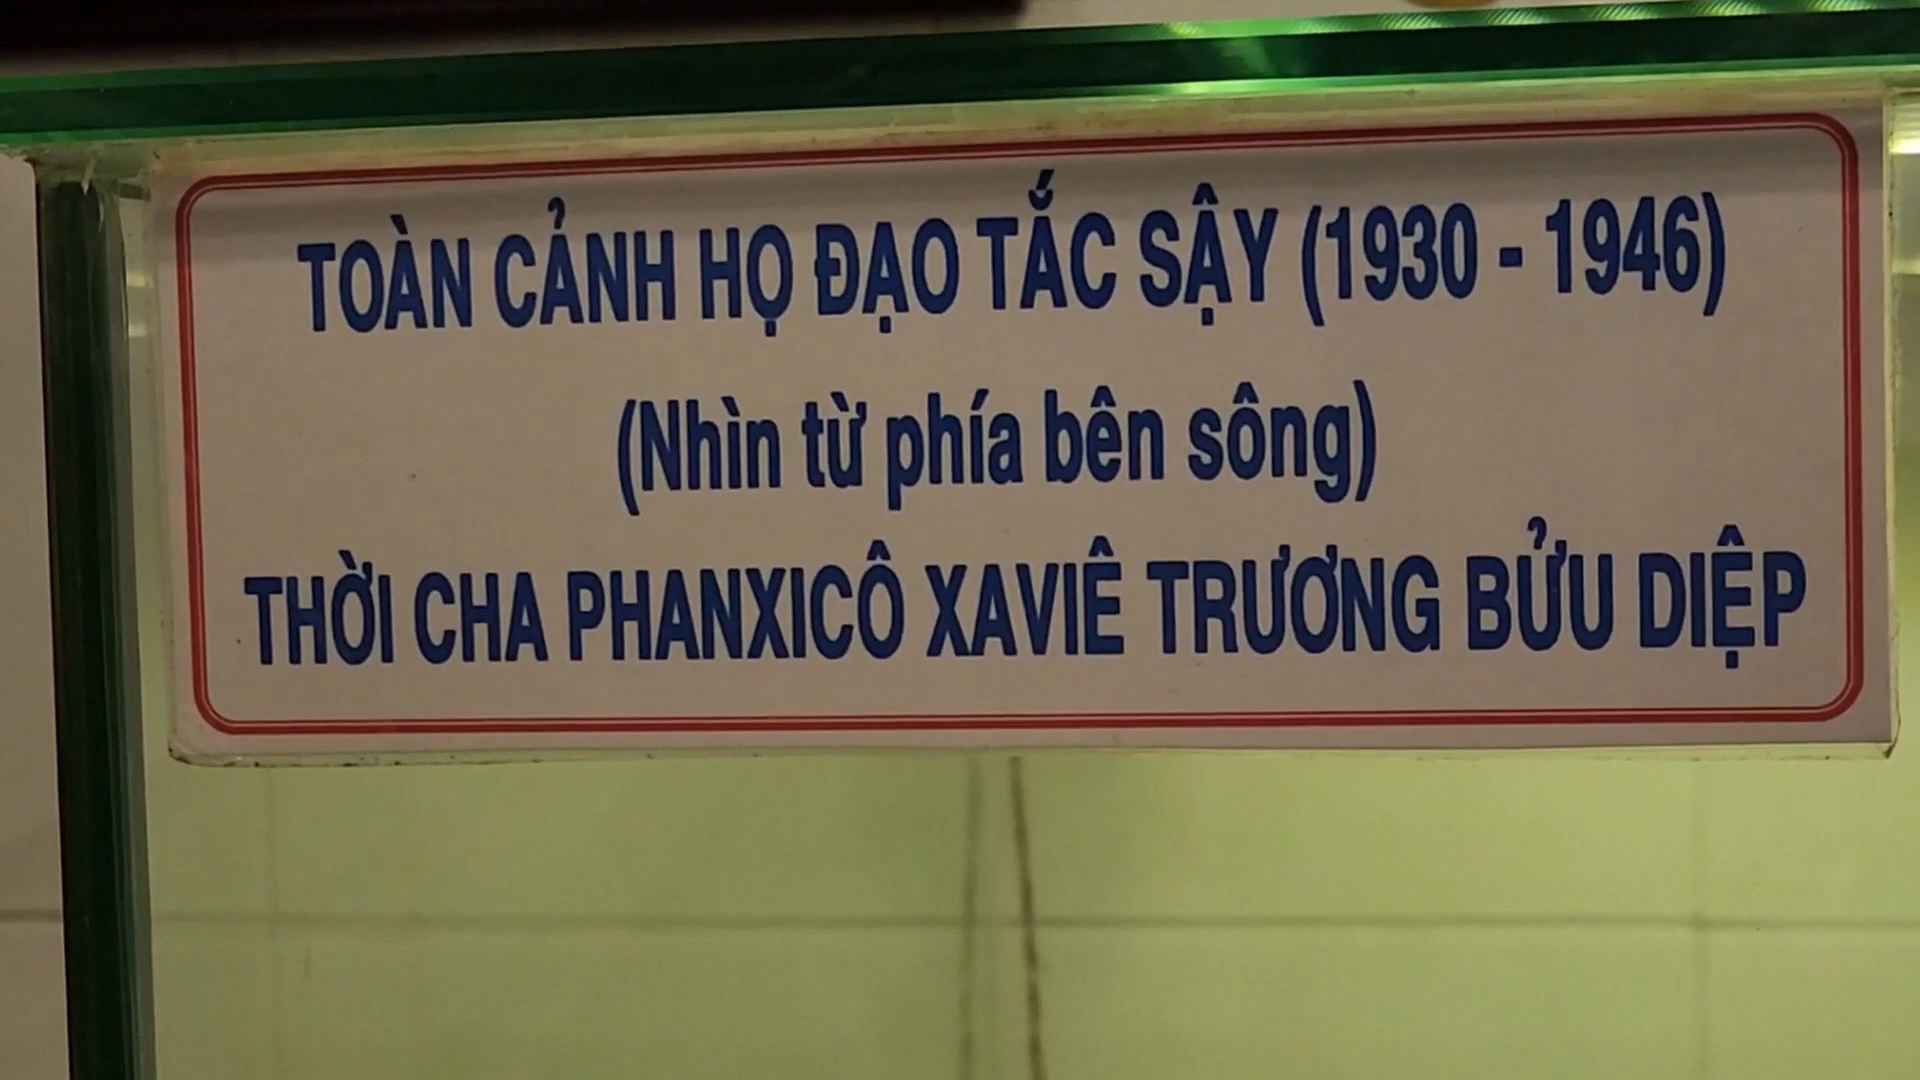 TOÀN CẢNH HỌ ĐẠO TẮC SẬY (1930 - 1946)
(Nhìn từ phía bên sông)
THỜI CHA PHANXICÔ XAVIÊ TRƯƠNG BỬU DIỆP